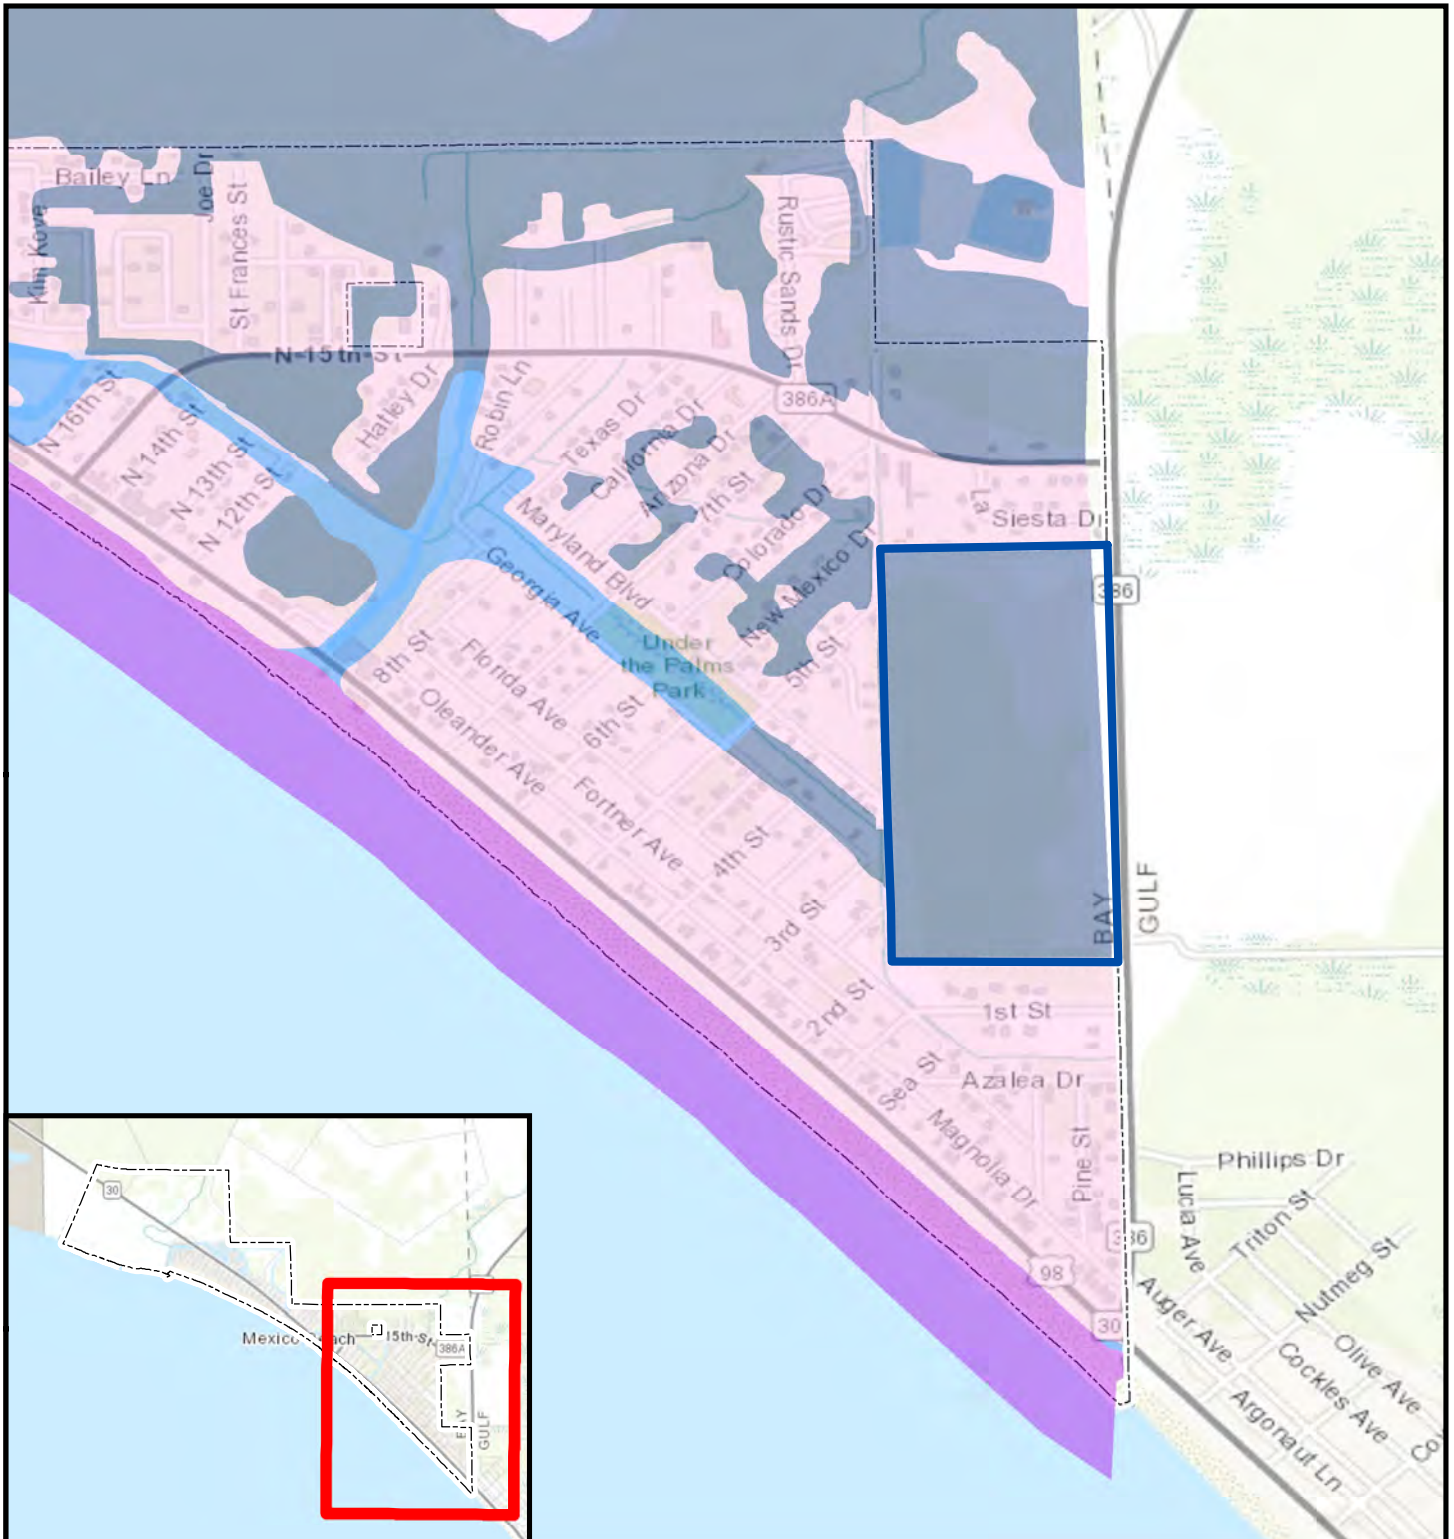 Bailey Ln
Joe Dr
Kim Kove
St Frances St
Rustic Sands Dr
N 15th St
386A
Hatley Dr
Robin Ln
N 16th St
N 14th St
N 13th St
N 12th St
Texas Dr
California Dr
Arizona Dr
7th St
Colorado Dr
New Mexico Dr
La
Siesta D
Maryland Blvd
Georgia Ave
386
Under
the Palms
Park
5th St
8th St
Florida Ave
6th St
Oleander Ave
Fortner Ave
4th St
3rd St
BAY
GULF
2nd St
1st St
Sea St
Azalea Dr
Magnolia Dr
Pine St
Phillips Dr
Lucia Ave
Triton St
Nutmeg St
386
98
30
Auger Ave
Olive Ave
Cockles Ave
Argonaut Ln
30
15th St
386A
GULF